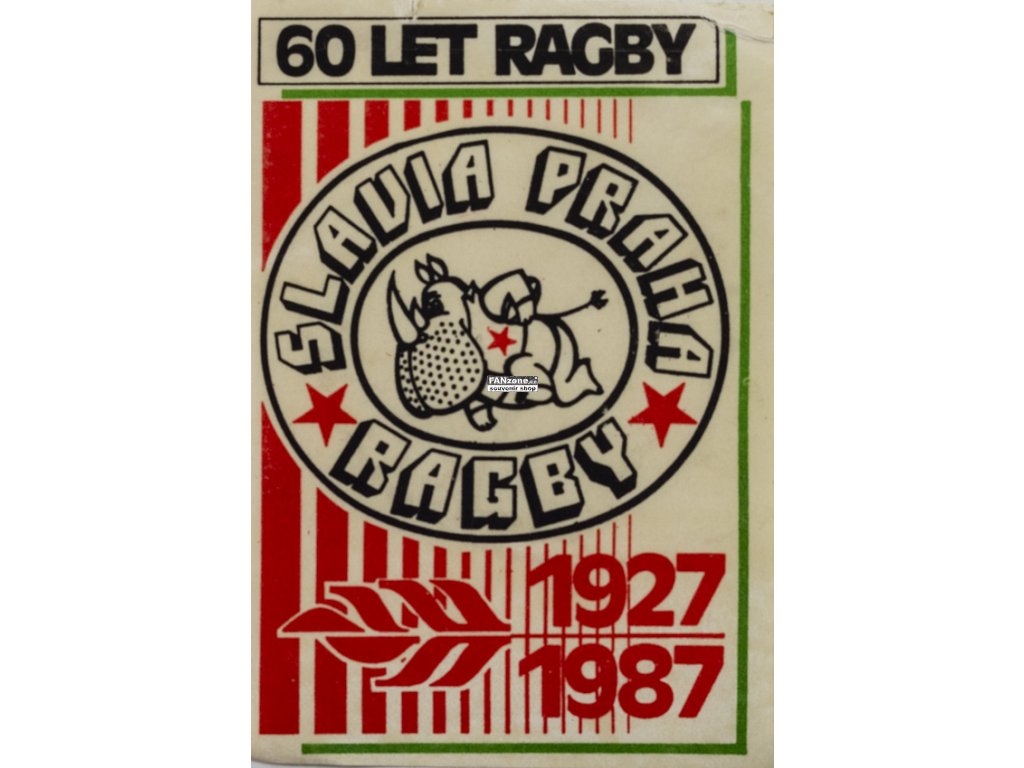 60 LET RAGBY
SLAVIA PRAHA
FANzone.cz
souvenir shop
RAGBY
1927
1987